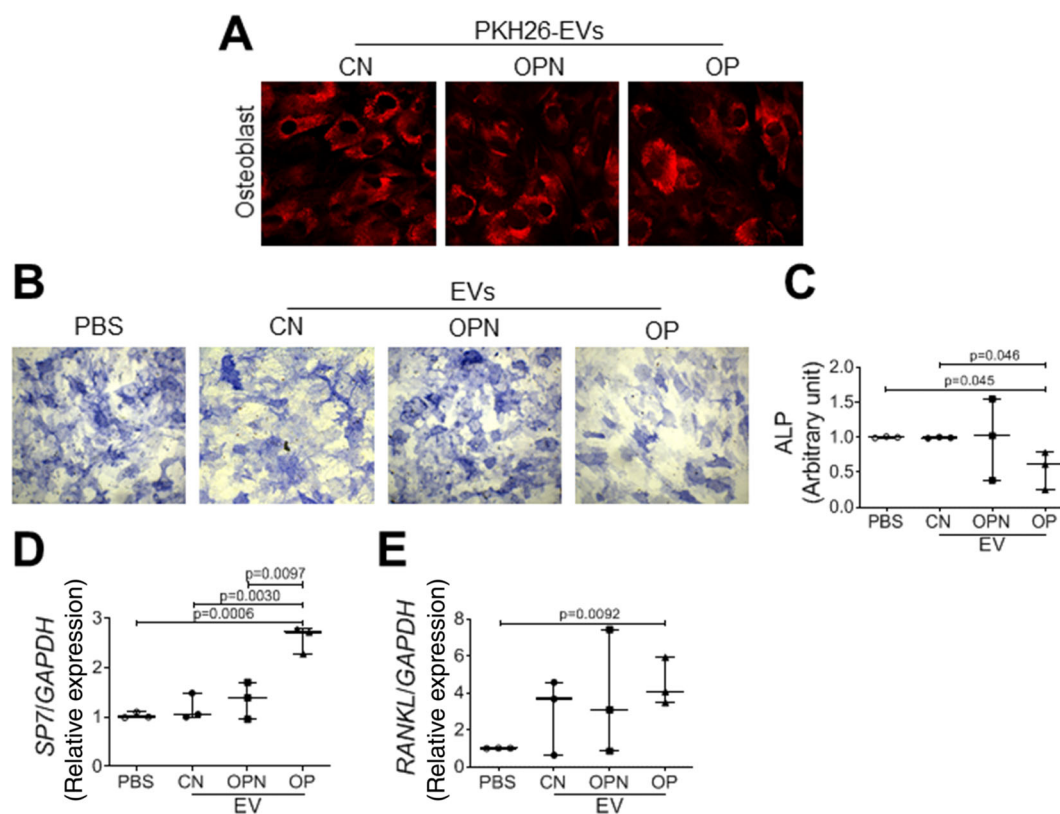 A
PKH26-EVs
CN OPN OP
Osteoblast
B
EVs
PBS CN OPN OP
C
p=0.046
p=0.045
ALP
(Arbitrary unit)
2.0
1.5
1.0
0.5
0.0
PBS CN OPN OP
EV
D
p=0.0097
p=0.0030
p=0.0006
SP7/GAPDH
(Relative expression)
3
2
1
0
PBS CN OPN OP
EV
E
p=0.0092
RANKL/GAPDH
(Relative expression)
8
6
4
2
0
PBS CN OPN OP
EV